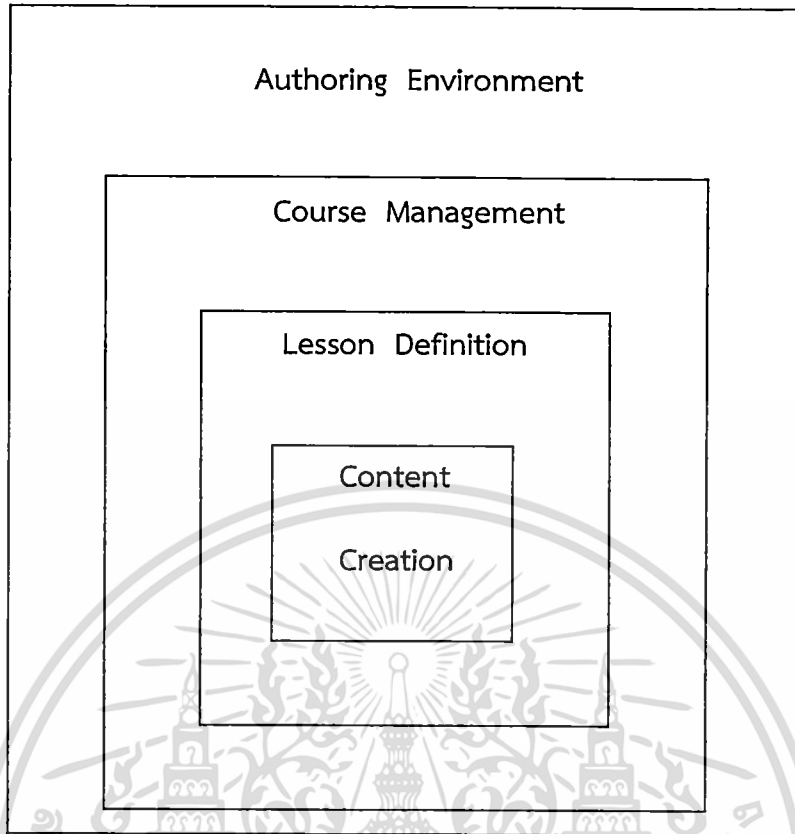 Authoring Environment
Course Management
Lesson Definition
Content
Creation